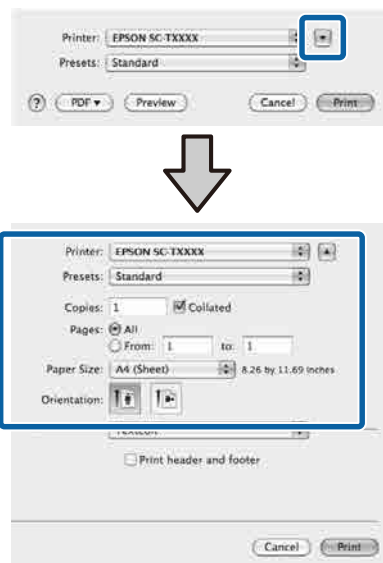 Printer: EPSON SC-TXXXX
Presets: Standard
? PDF ▼ Preview Cancel Print
Printer: EPSON SC-TXXXX
Presets: Standard
Copies: 1 Collated
Pages: All
From: 1 to: 1
Paper Size: A4 (Sheet) 8.26 by 11.69 inches
Orientation:
Print header and footer
Cancel Print